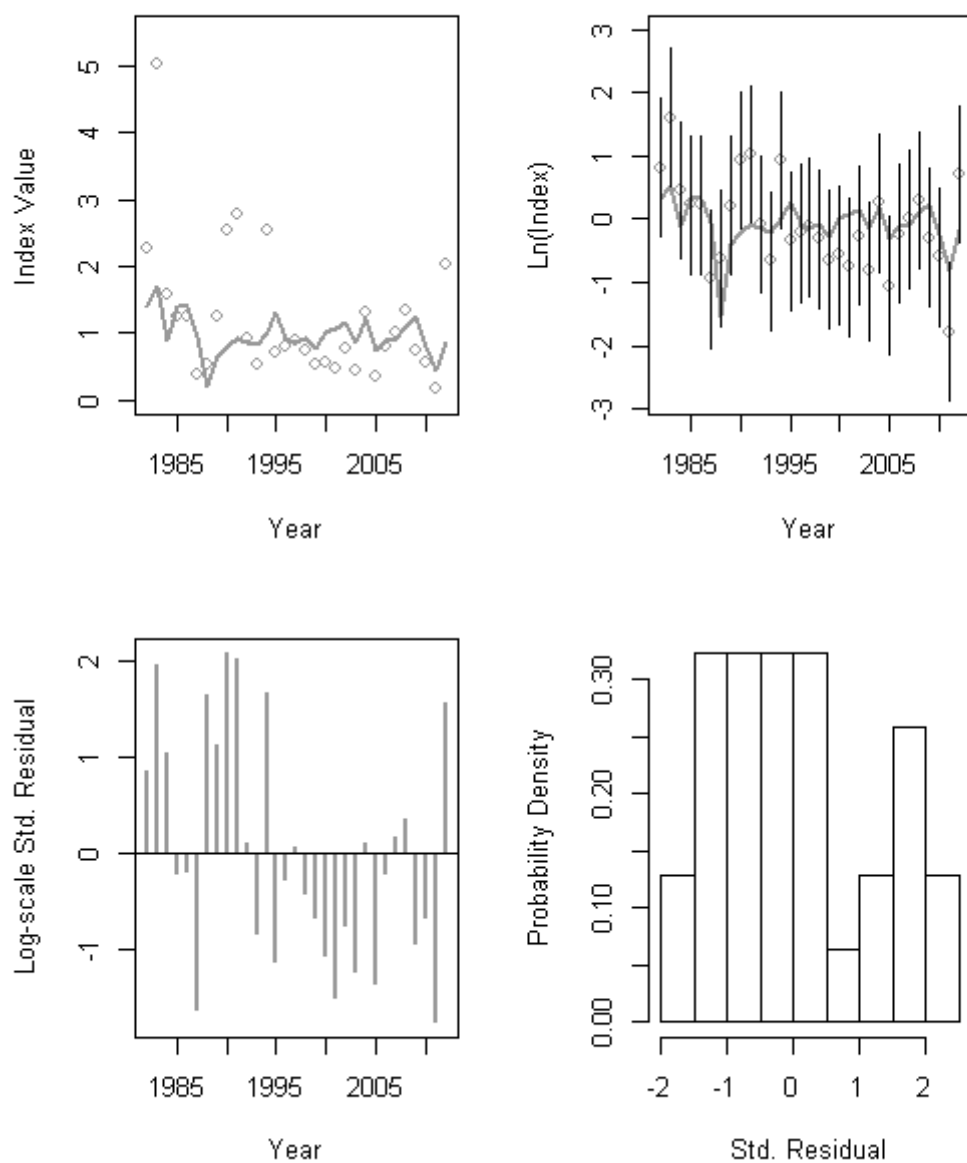 Index Value
5
4
3
2
1
0
1985 1995 2005
Year
Ln(Index)
3
2
1
0
-1
-2
-3
1985 1995 2005
Year
Log-scale Std. Residual
2
1
0
-1
1985 1995 2005
Year
Probability Density
0.30
0.20
0.10
0.00
-2 -1 0 1 2
Std. Residual